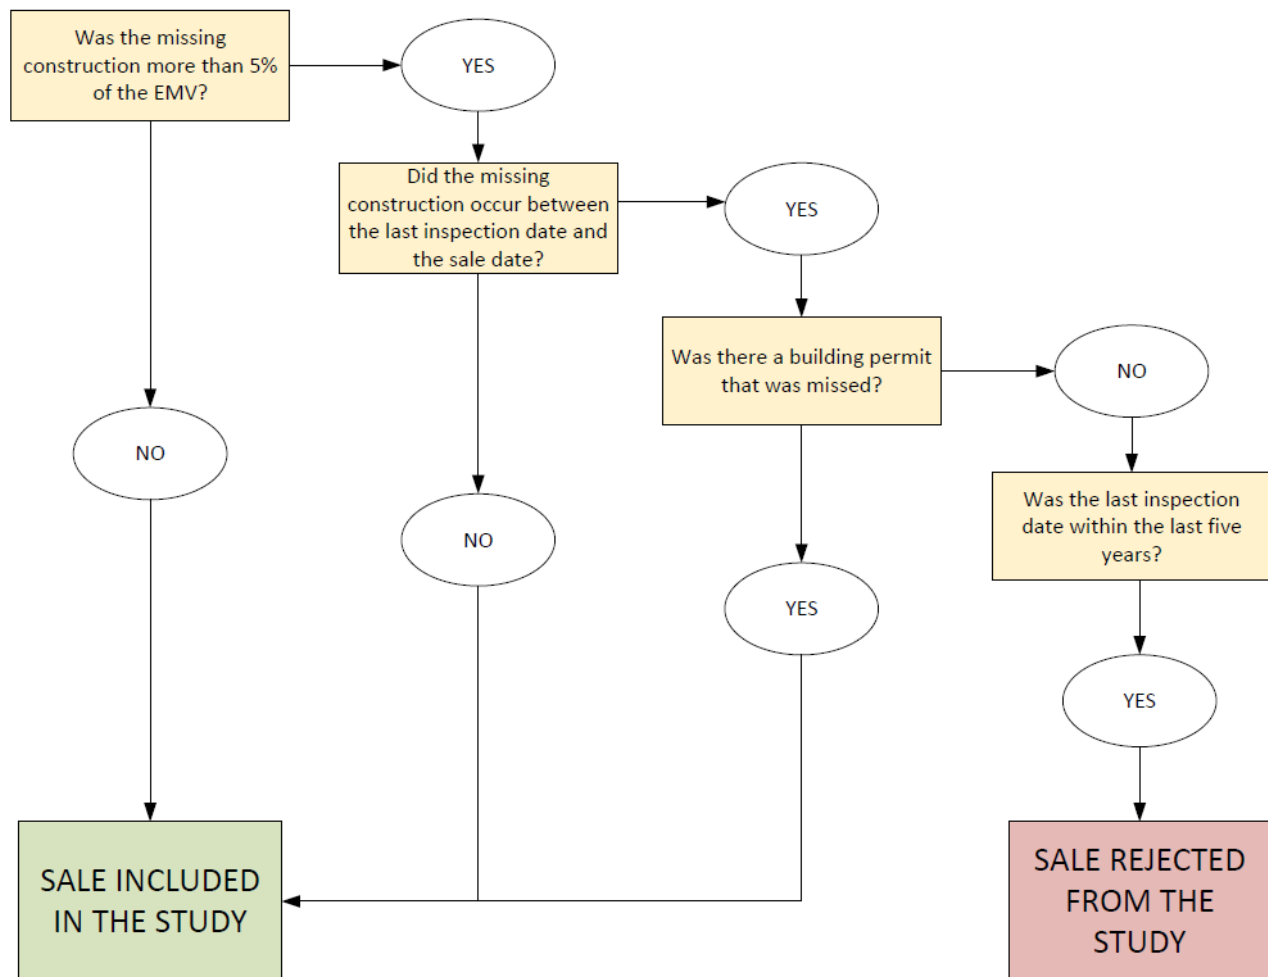 Was the missing
construction more than 5%
of the EMV?
YES
Did the missing
construction occur between
the last inspection date and
the sale date?
YES
Was there a building permit
that was missed?
NO
NO
Was the last inspection
date within the last five
years?
NO
YES
YES
SALE INCLUDED
IN THE STUDY
SALE REJECTED
FROM THE
STUDY